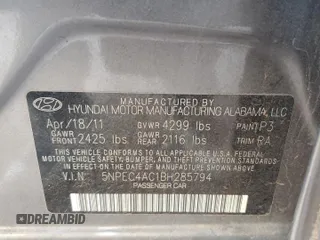 MANUFACTURED BY
HYUNDAI MOTOR MANUFACTURING ALABAMA, LLC
Apr/18/11 GVWR 4299 lbs PAINT P3
GAWR FRONT 2425 lbs GAWR REAR 2116 lbs TRIM RA
THIS VEHICLE CONFORMS TO ALL APPLICABLE U.S. FEDERAL
MOTOR VEHICLE SAFETY, BUMPER, AND THEFT PREVENTION
STANDARDS IN EFFECT ON THE DATE OF MANUFACTURE SHOWN ABOVE.
V.I.N. 5NPEC4AC1BH285794
PASSENGER CAR
DREAMBID